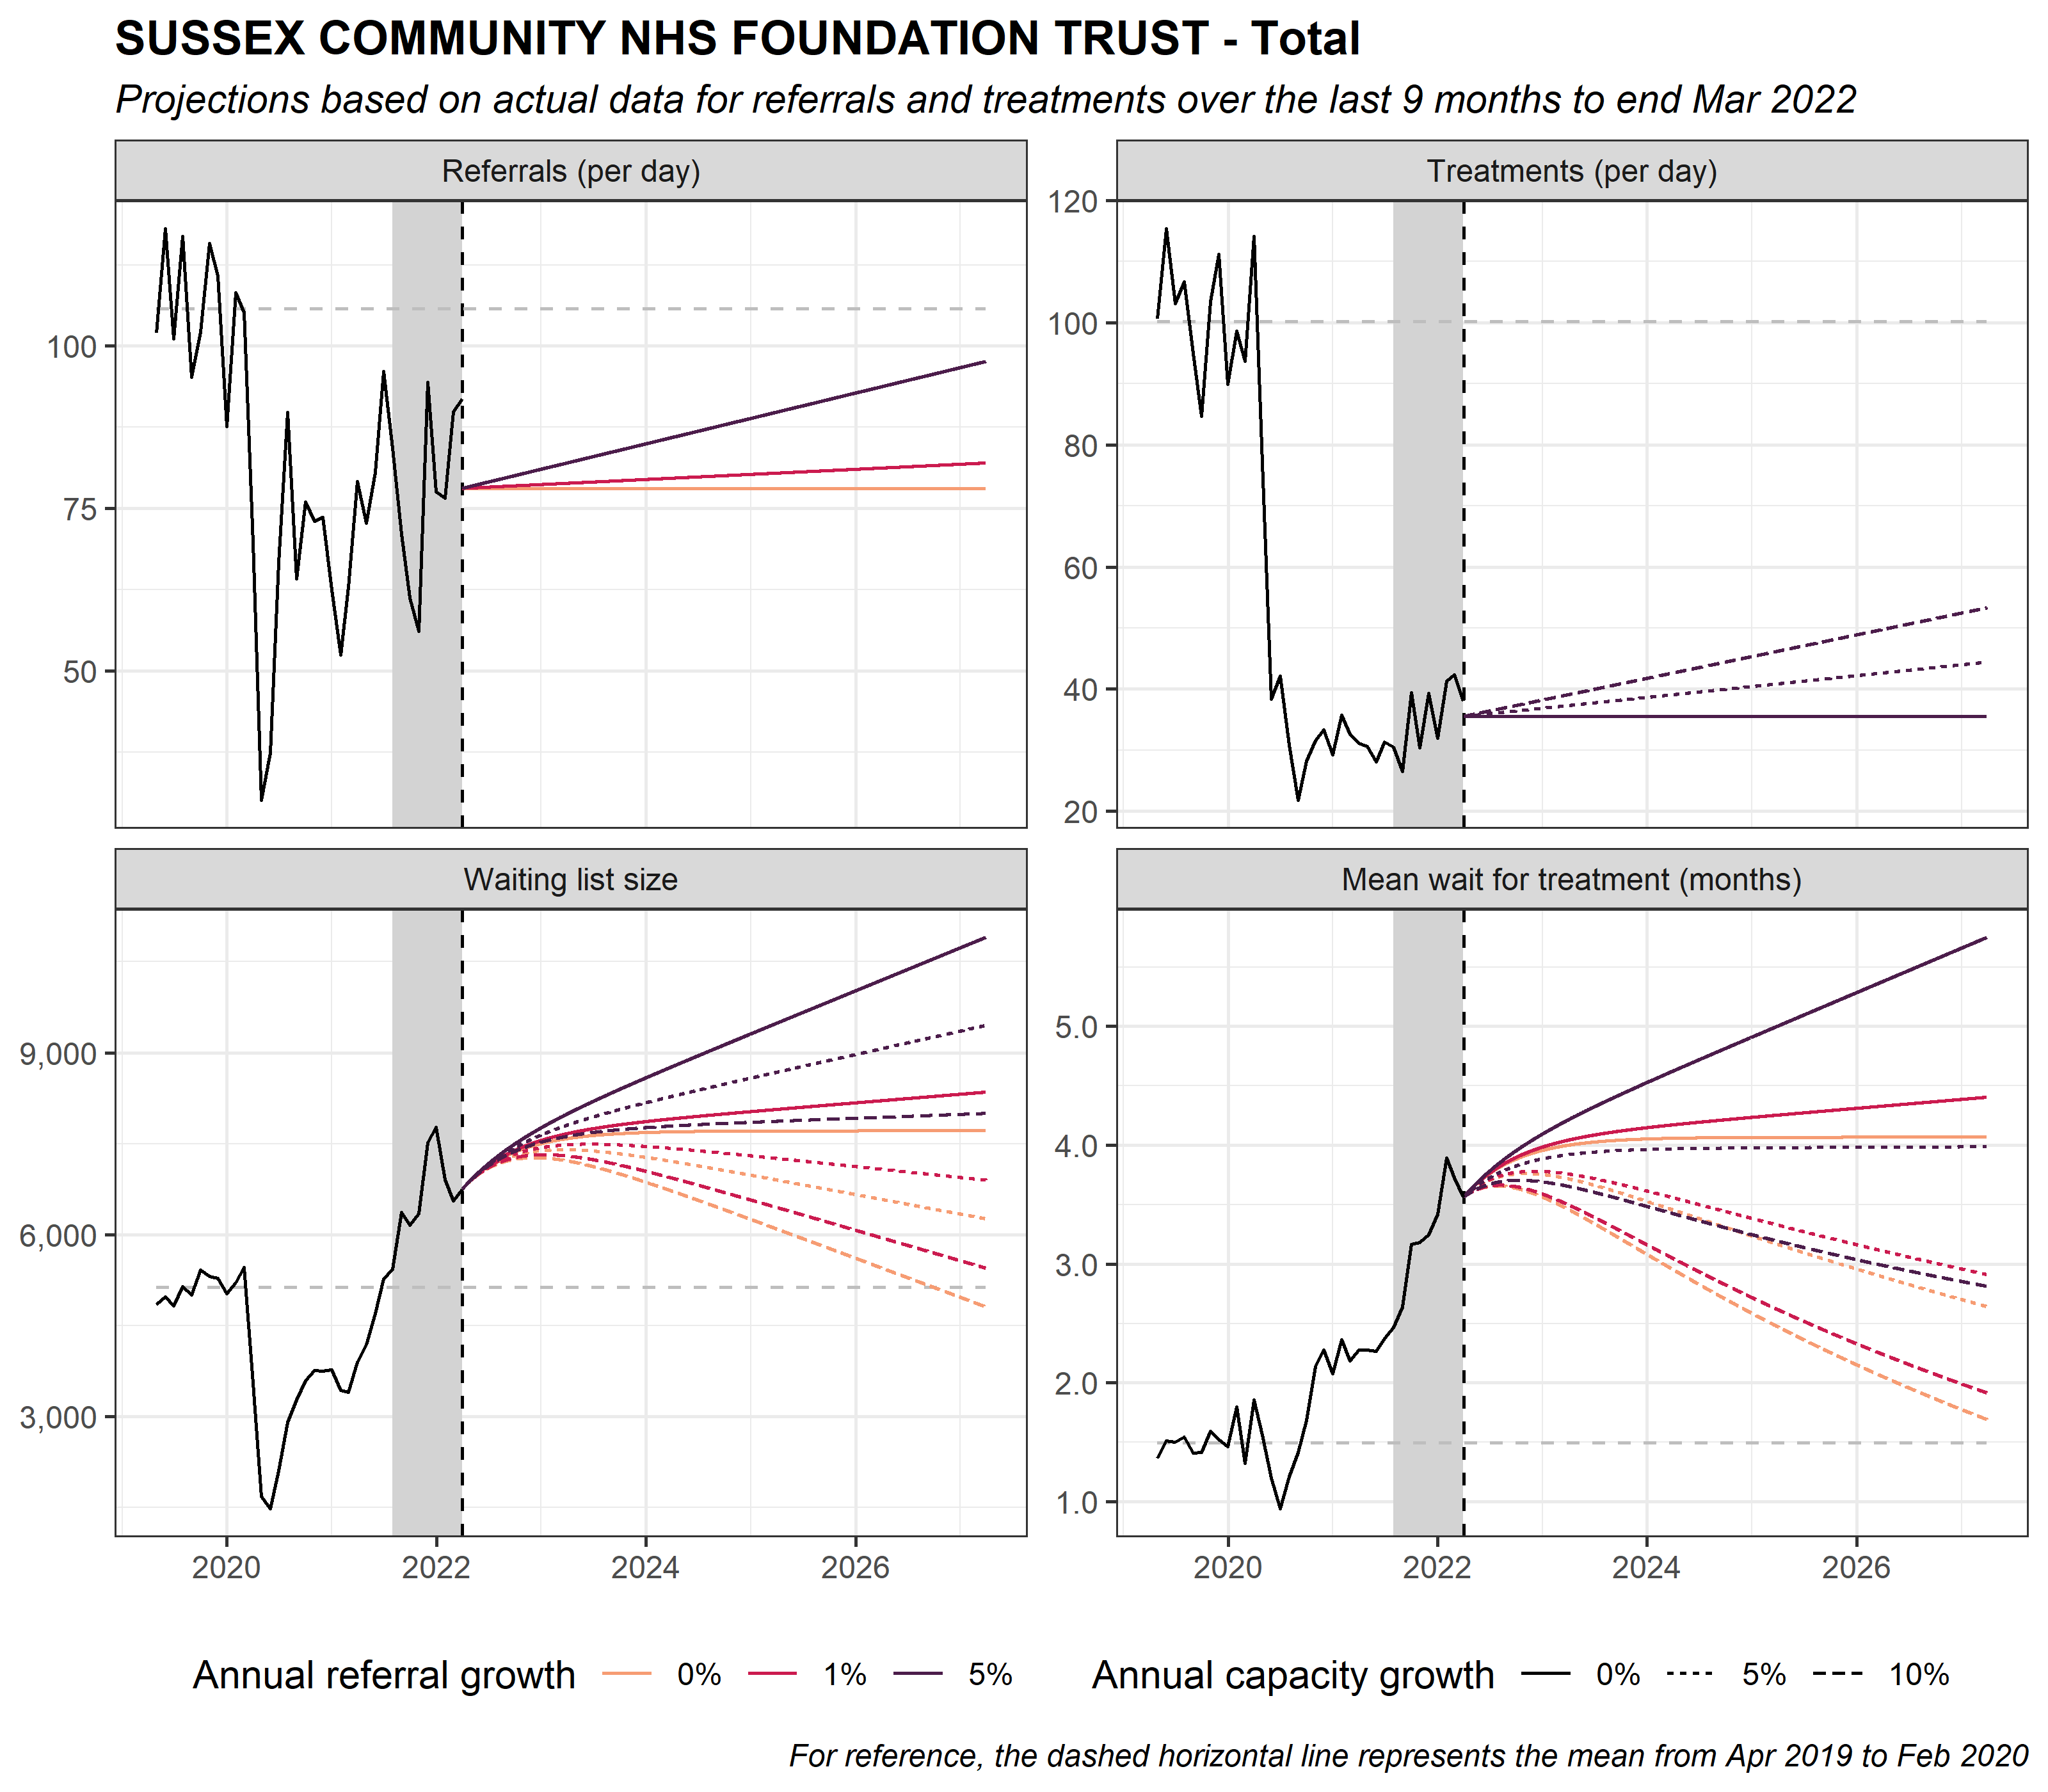 SUSSEX COMMUNITY NHS FOUNDATION TRUST - Total
Projections based on actual data for referrals and treatments over the last 9 months to end Mar 2022
Referrals (per day)
100
75
50
Treatments (per day)
120
100
80
60
40
20
Waiting list size
9,000
6,000
3,000
2020 2022 2024 2026
Mean wait for treatment (months)
5.0
4.0
3.0
2.0
1.0
2020 2022 2024 2026
Annual referral growth 0% 1% 5%
Annual capacity growth 0% 5% 10%
For reference, the dashed horizontal line represents the mean from Apr 2019 to Feb 2020